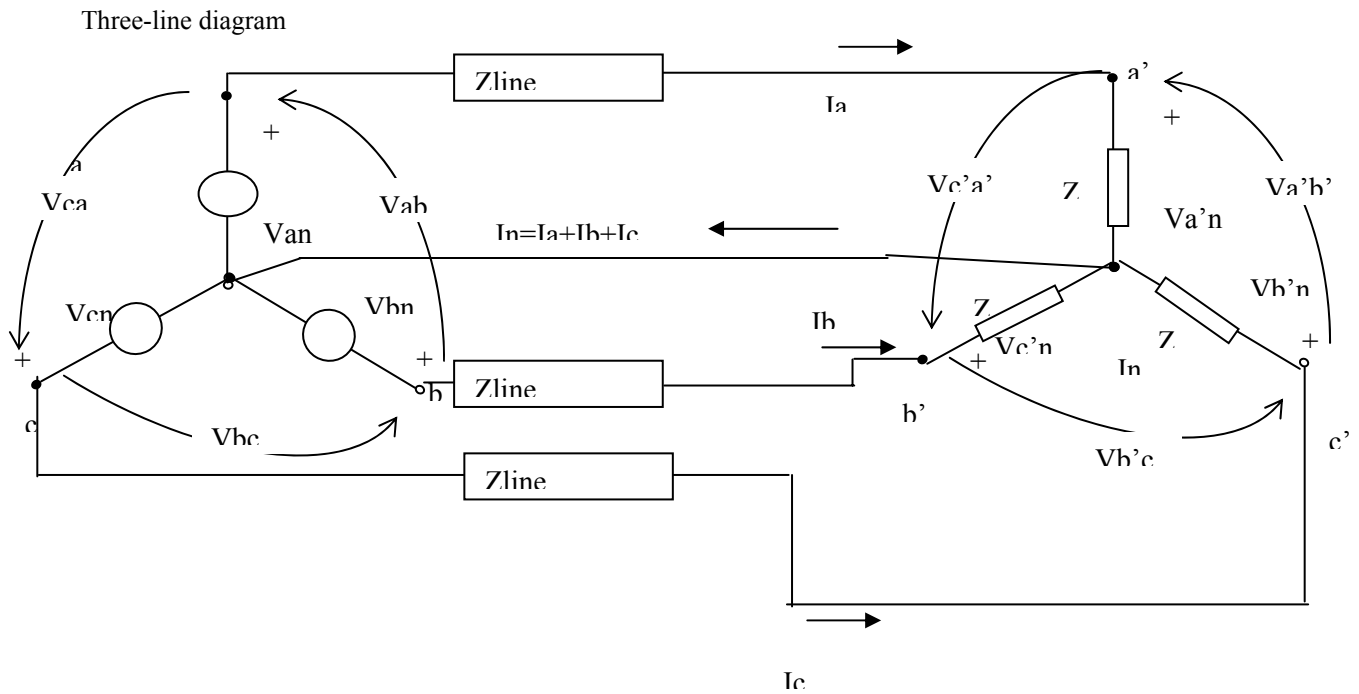 Three-line diagram
Zline
Ia
a’
+
+
a
Vca
Vab
Vc’a’
Z
Va’b’
Van
In=Ia+Ib+Ic
Va’n
Vcn
Vbn
Ib
Z
Vc’n
Z
Vb’n
+
+
+
+
In
c
b
Zline
b’
c’
Vbc
Vb’c
Zline
Ic